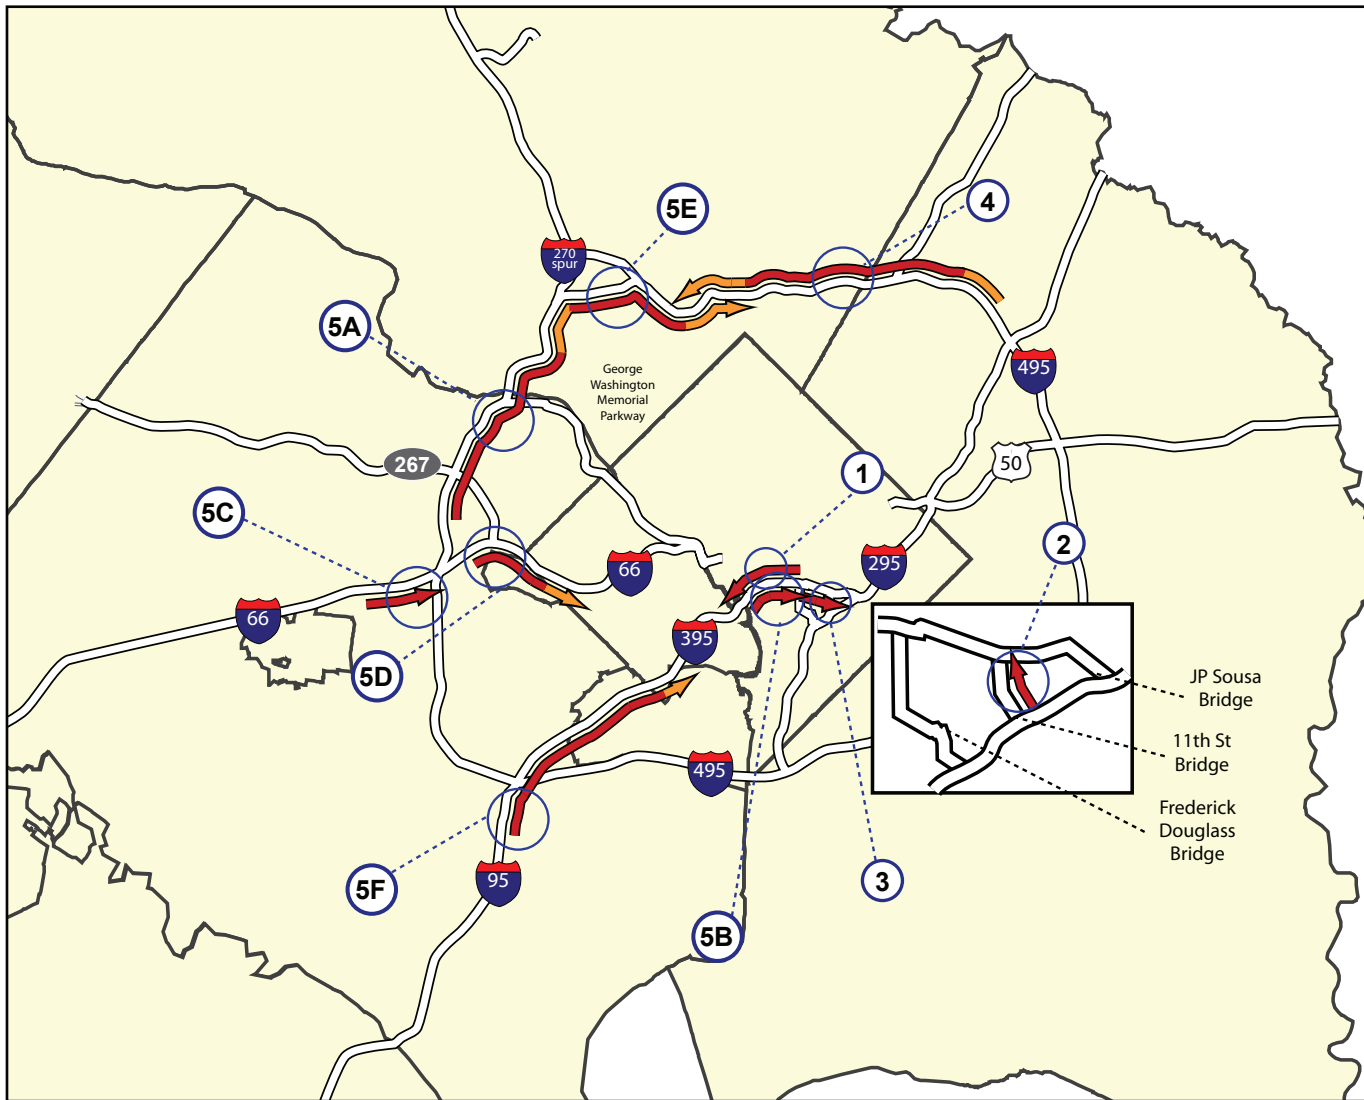 5E
4
270
spur
5A
George
Washington
Memorial
Parkway
495
267
50
1
5C
2
295
66
66
395
5D
JP Sousa
Bridge
11th St
Bridge
495
Frederick
Douglass
Bridge
5F
95
3
5B